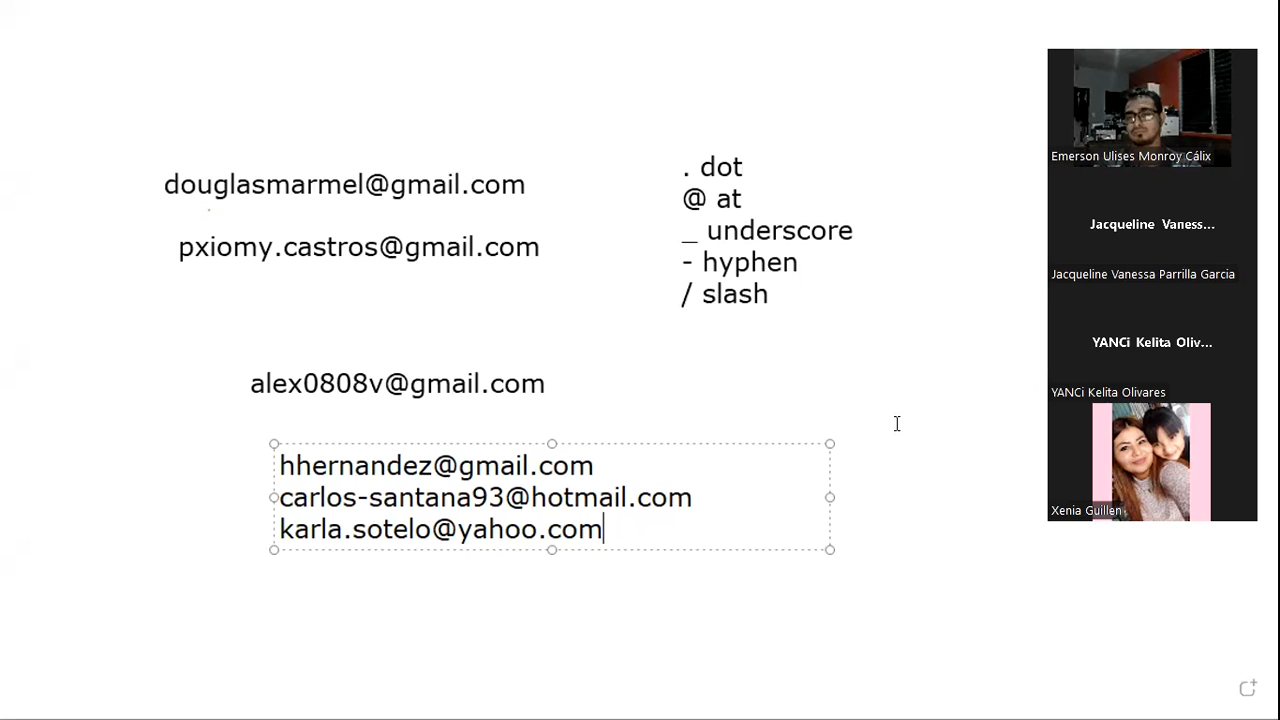 douglasmarmel@gmail.com
pxiomy.castros@gmail.com
. dot
@ at
_ underscore
- hyphen
/ slash
alex0808v@gmail.com
hhernandez@gmail.com
carlos-santana93@hotmail.com
karla.sotelo@yahoo.com
Emerson Ulises Monroy Cálix
Jacqueline Vaness...
Jacqueline Vanessa Parrilla Garcia
YANCi Kelita Oliv...
YANCi Kelita Olivares
Xenia Guillen